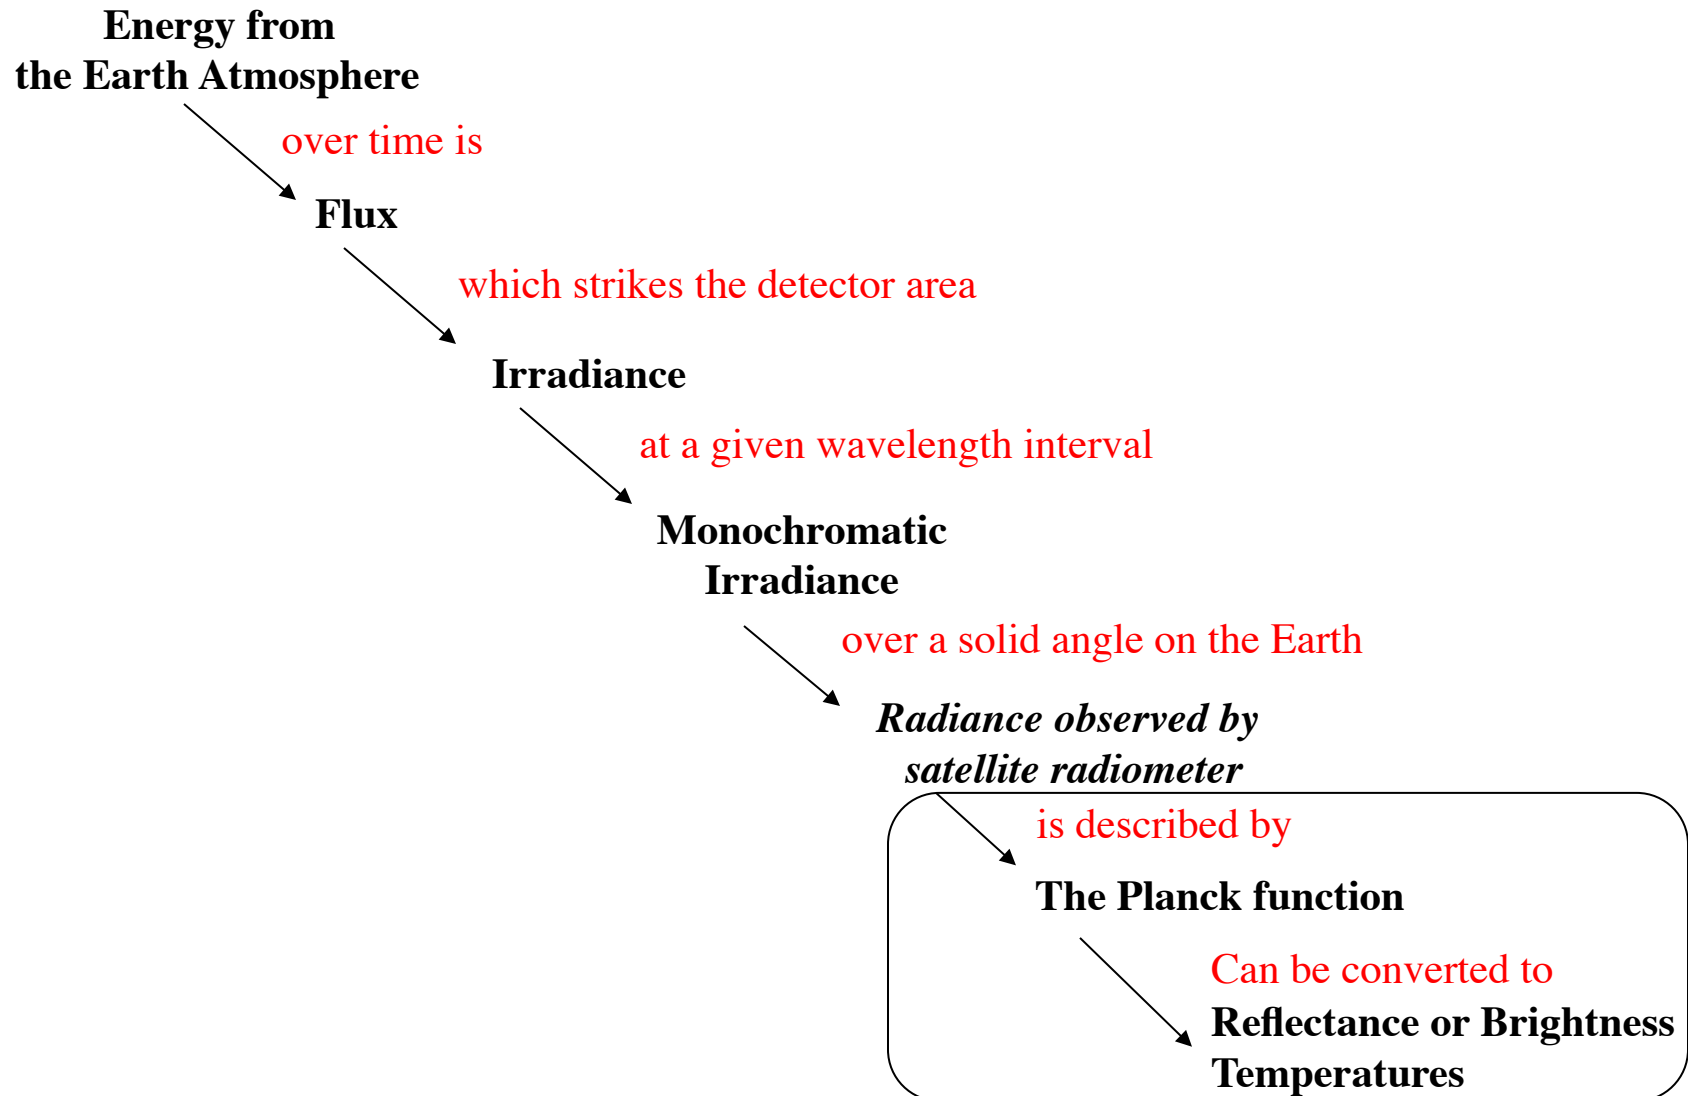 Energy from
the Earth Atmosphere
over time is
Flux
which strikes the detector area
Irradiance
at a given wavelength interval
Monochromatic
Irradiance
over a solid angle on the Earth
Radiance observed by
satellite radiometer
is described by
The Planck function
Can be converted to
Reflectance or Brightness
Temperatures